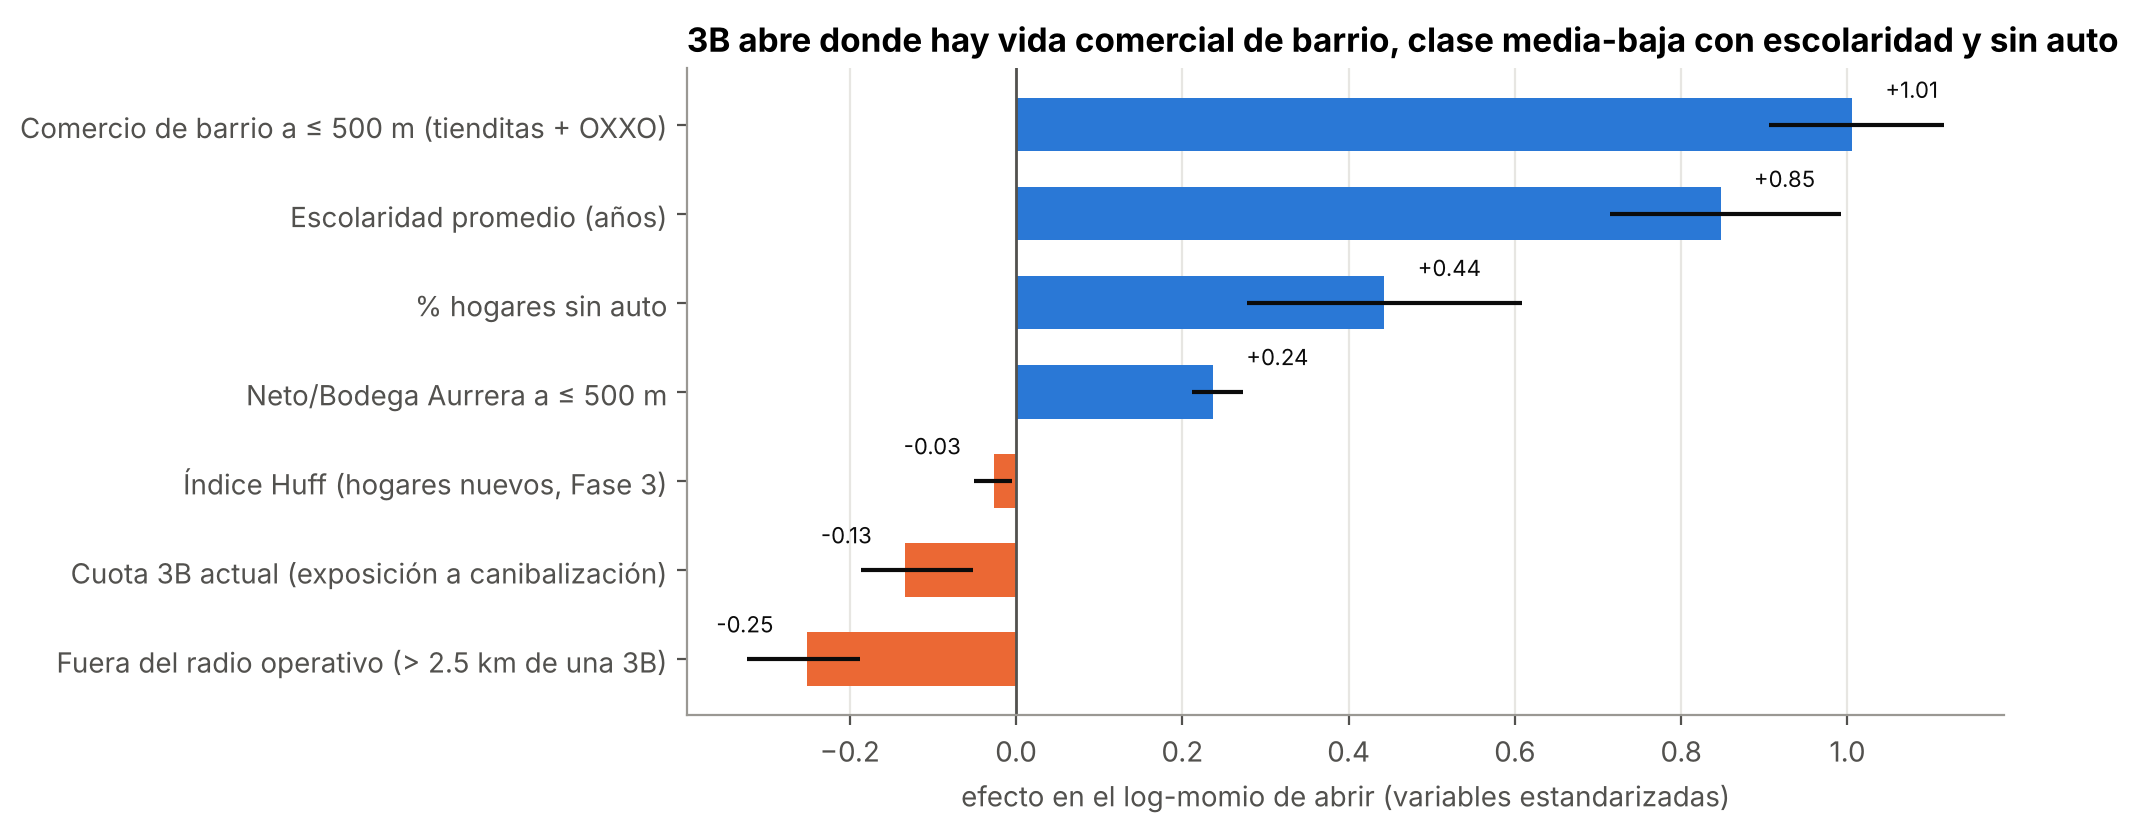 3B abre donde hay vida comercial de barrio, clase media-baja con escolaridad y sin auto
Comercio de barrio a ≤ 500 m (tienditas + OXXO)
+1.01
Escolaridad promedio (años)
+0.85
% hogares sin auto
+0.44
Neto/Bodega Aurrera a ≤ 500 m
+0.24
Índice Huff (hogares nuevos, Fase 3)
-0.03
Cuota 3B actual (exposición a canibalización)
-0.13
Fuera del radio operativo (> 2.5 km de una 3B)
-0.25
−0.2 0.0 0.2 0.4 0.6 0.8 1.0
efecto en el log-momio de abrir (variables estandarizadas)